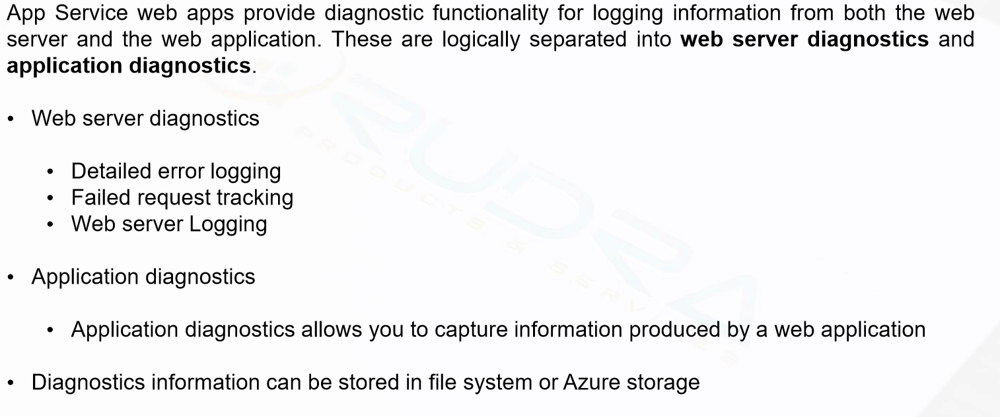 App Service web apps provide diagnostic functionality for logging information from both the web
server and the web application. These are logically separated into web server diagnostics and
application diagnostics.
• Web server diagnostics
• Detailed error logging
• Failed request tracking
• Web server Logging
• Application diagnostics
• Application diagnostics allows you to capture information produced by a web application
• Diagnostics information can be stored in file system or Azure storage
RUDRA
PRODUCTS & SERVICES